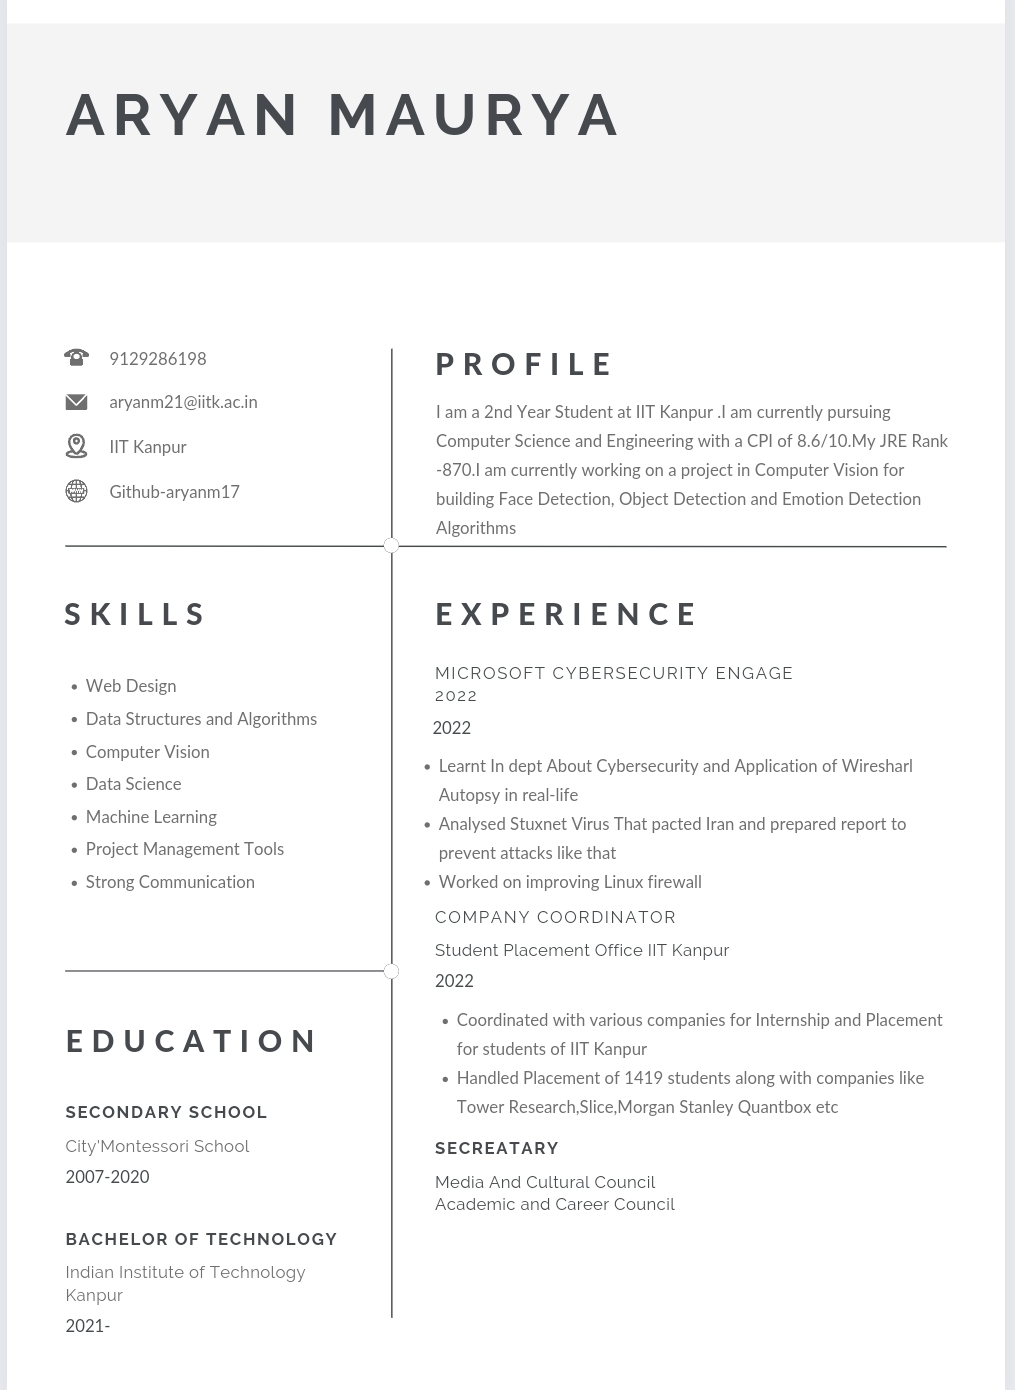 ARYAN MAURYA
9129286198
aryanm21@iitk.ac.in
IIT Kanpur
Github-aryanm17
PROFILE
I am a 2nd Year Student at IIT Kanpur .I am currently pursuing
Computer Science and Engineering with a CPI of 8.6/10.My JRE Rank
-870.I am currently working on a project in Computer Vision for
building Face Detection, Object Detection and Emotion Detection
Algorithms
SKILLS
• Web Design
• Data Structures and Algorithms
• Computer Vision
• Data Science
• Machine Learning
• Project Management Tools
• Strong Communication
EDUCATION
SECONDARY SCHOOL
City'Montessori School
2007-2020
BACHELOR OF TECHNOLOGY
Indian Institute of Technology
Kanpur
2021-
EXPERIENCE
MICROSOFT CYBERSECURITY ENGAGE
2022
2022
• Learnt In dept About Cybersecurity and Application of Wiresharl
Autopsy in real-life
• Analysed Stuxnet Virus That pacted Iran and prepared report to
prevent attacks like that
• Worked on improving Linux firewall
COMPANY COORDINATOR
Student Placement Office IIT Kanpur
2022
• Coordinated with various companies for Internship and Placement
for students of IIT Kanpur
• Handled Placement of 1419 students along with companies like
Tower Research,Slice,Morgan Stanley Quantbox etc
SECREATARY
Media And Cultural Council
Academic and Career Council